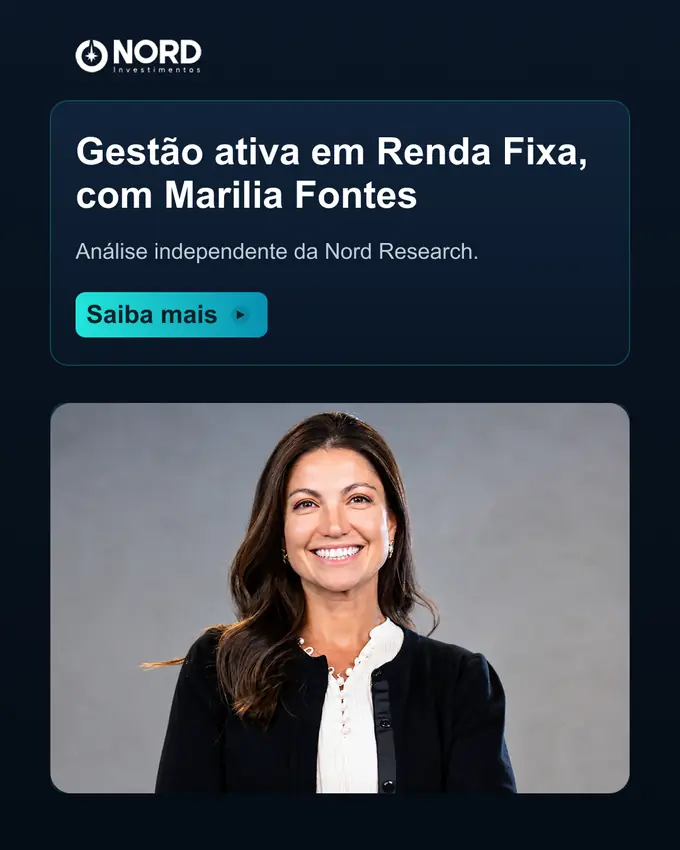 NORD
Investimentos
Gestão ativa em Renda Fixa,
com Marilia Fontes
Análise independente da Nord Research.
Saiba mais